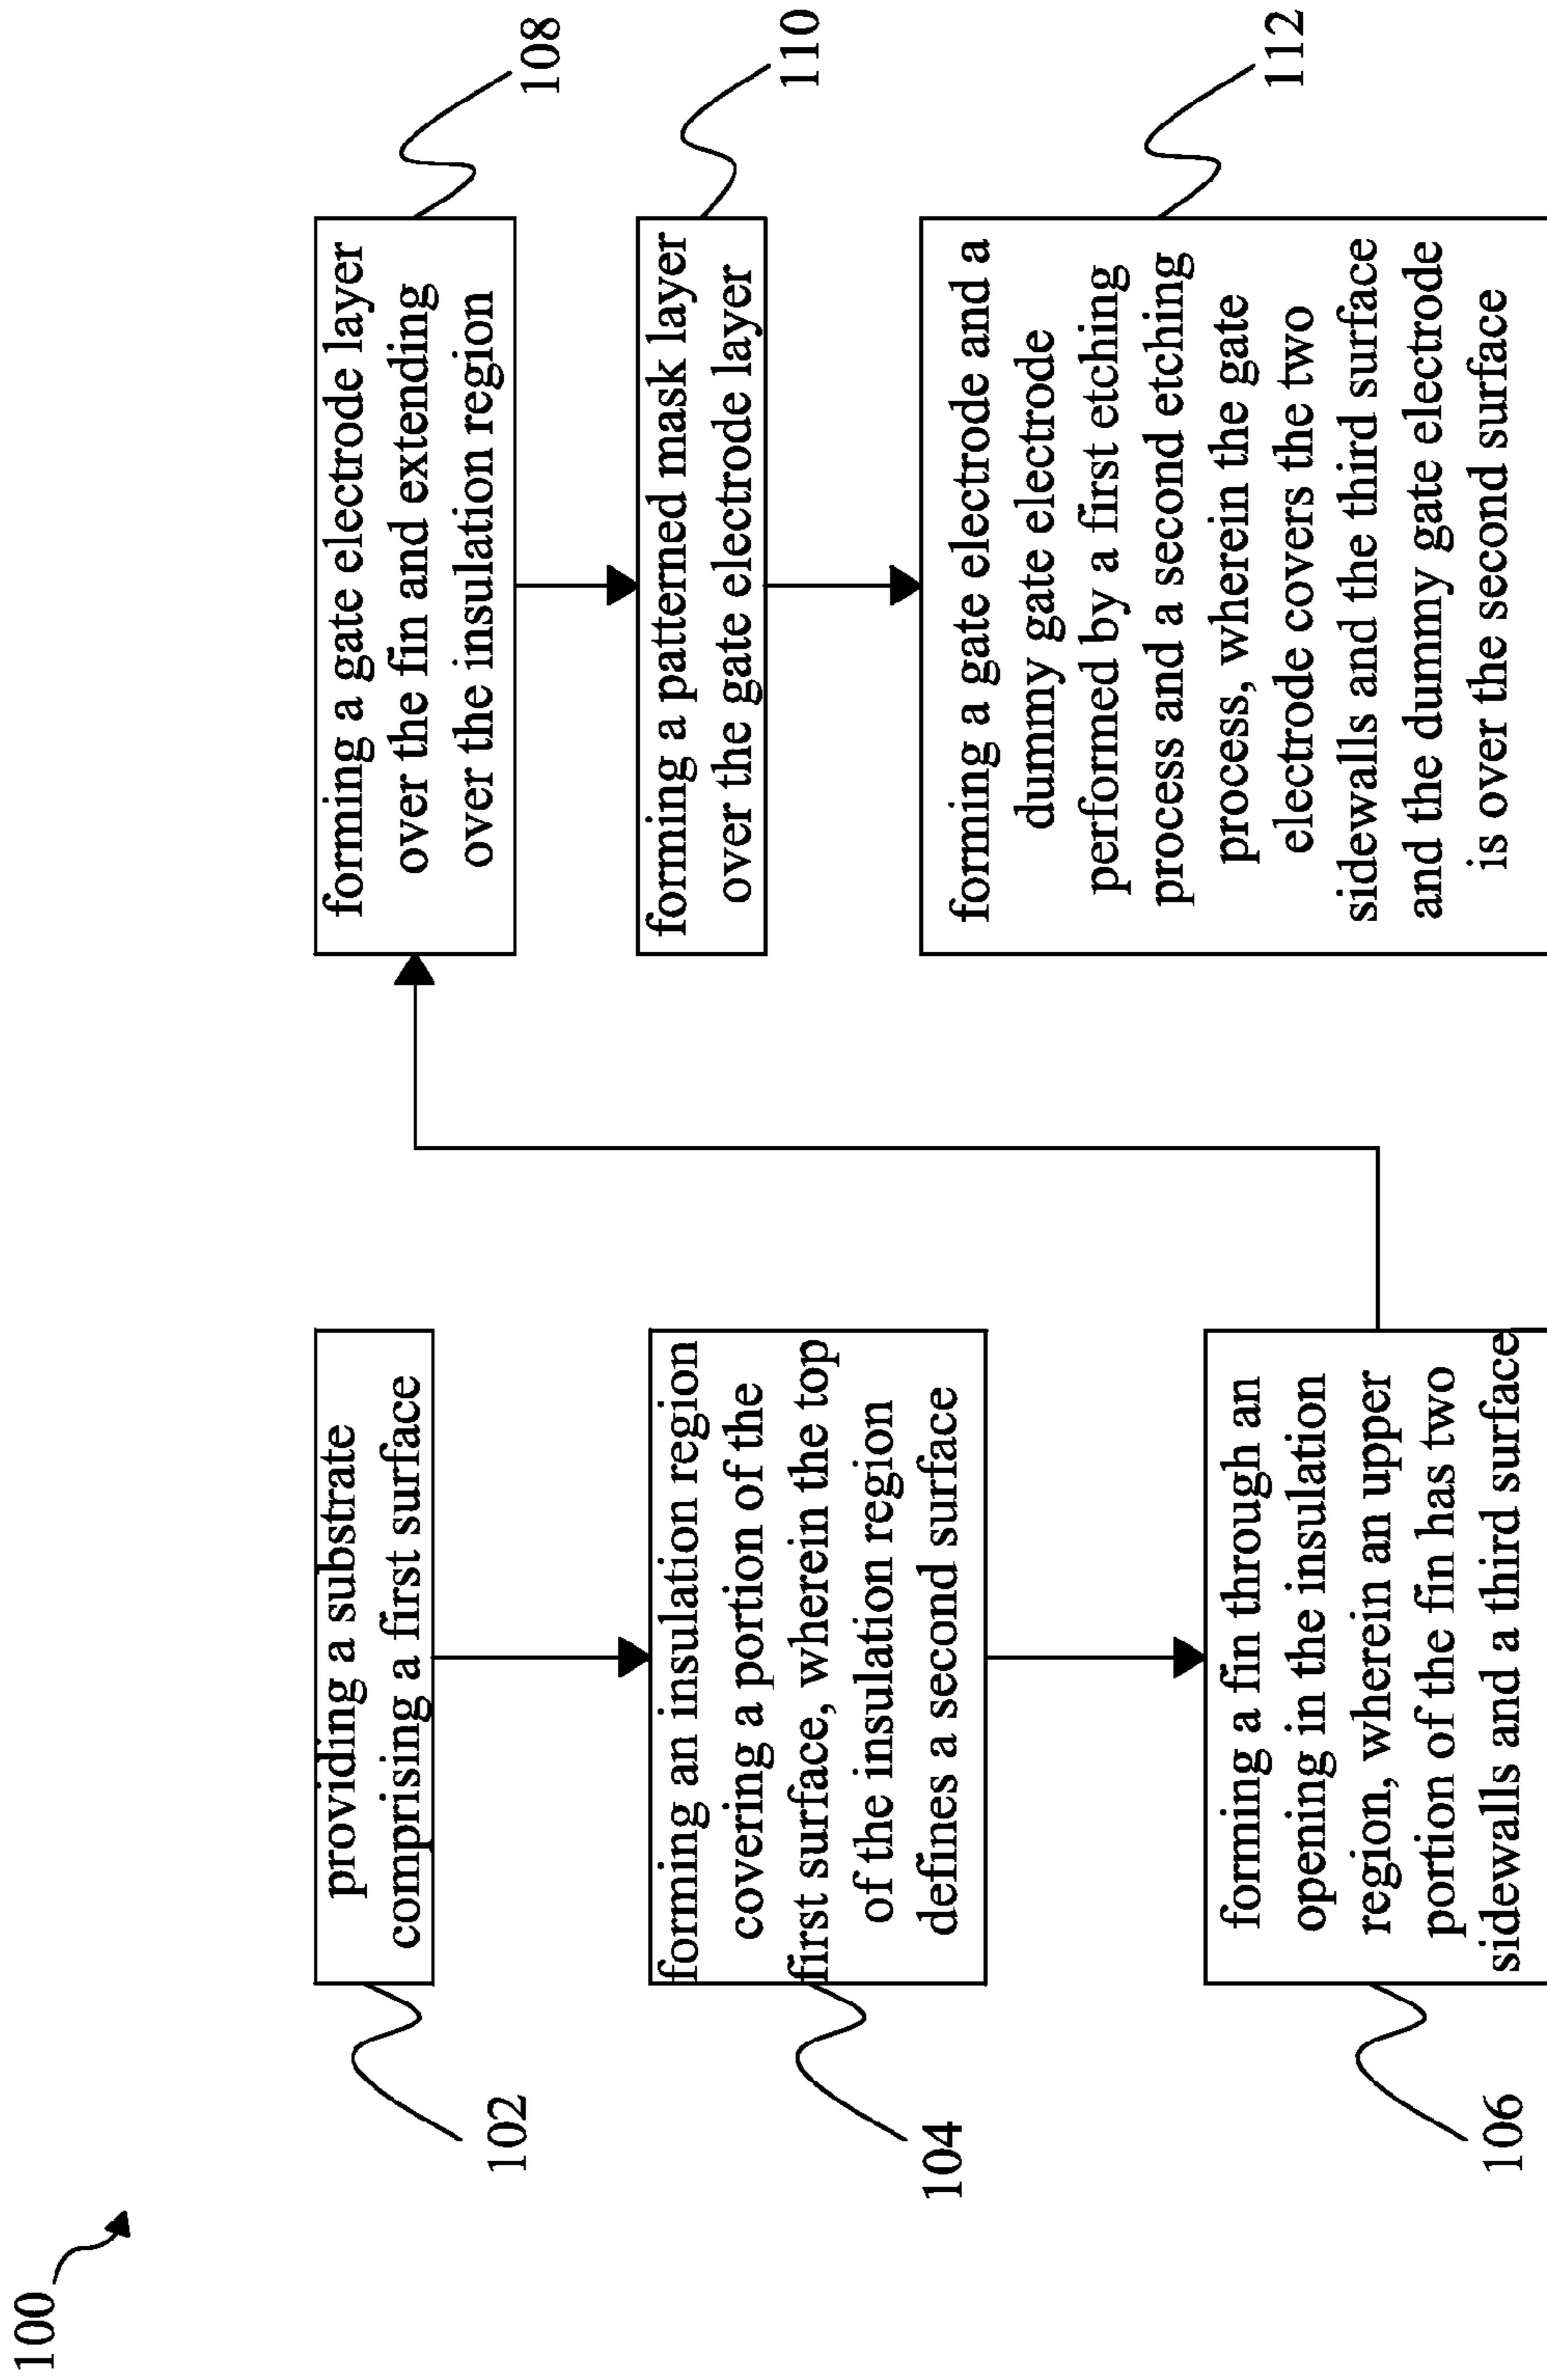 100
102
providing a substrate
comprising a first surface
104
forming an insulation region
covering a portion of the
first surface, wherein the top
of the insulation region
defines a second surface
106
forming a fin through an
opening in the insulation
region, wherein an upper
portion of the fin has two
sidewalls and a third surface
108
forming a gate electrode layer
over the fin and extending
over the insulation region
110
forming a patterned mask layer
over the gate electrode layer
112
forming a gate electrode and a
dummy gate electrode
performed by a first etching
process and a second etching
process, wherein the gate
electrode covers the two
sidewalls and the third surface
and the dummy gate electrode
is over the second surface